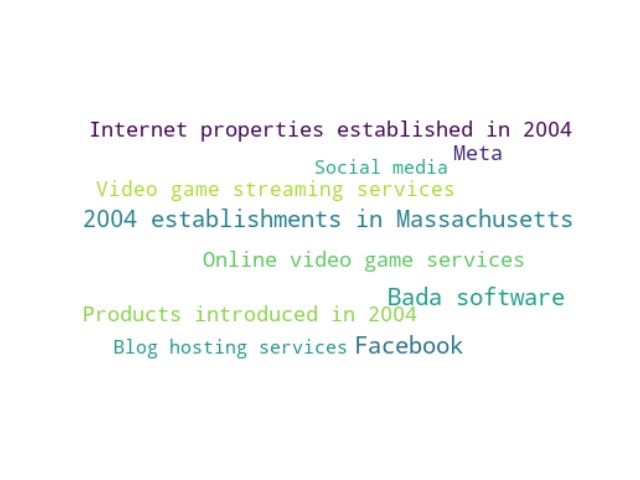 Internet properties established in 2004
Meta
Social media
Video game streaming services
2004 establishments in Massachusetts
Online video game services
Bada software
Products introduced in 2004
Blog hosting services
Facebook